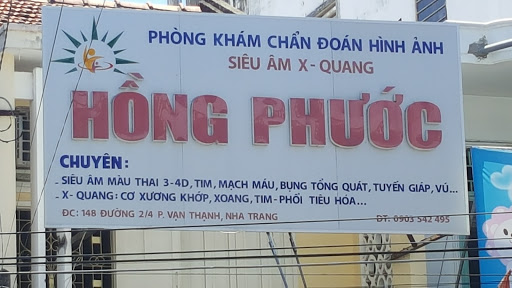 PHÒNG KHÁM CHẨN ĐOÁN HÌNH ẢNH
SIÊU ÂM X- QUANG
HỒNG PHƯỚC
CHUYÊN:
- SIÊU ÂM MÀU THAI 3-4D, TIM, MẠCH MÁU, BỤNG TỔNG QUÁT, TUYẾN GIÁP, VÚ...
- X- QUANG: CƠ XƯƠNG KHỚP, XOANG, TIM-PHỔI TIÊU HÓA...
ĐC: 14B ĐƯỜNG 2/4 P. VẠN THẠNH, NHA TRANG
ĐT: 0903 542 495